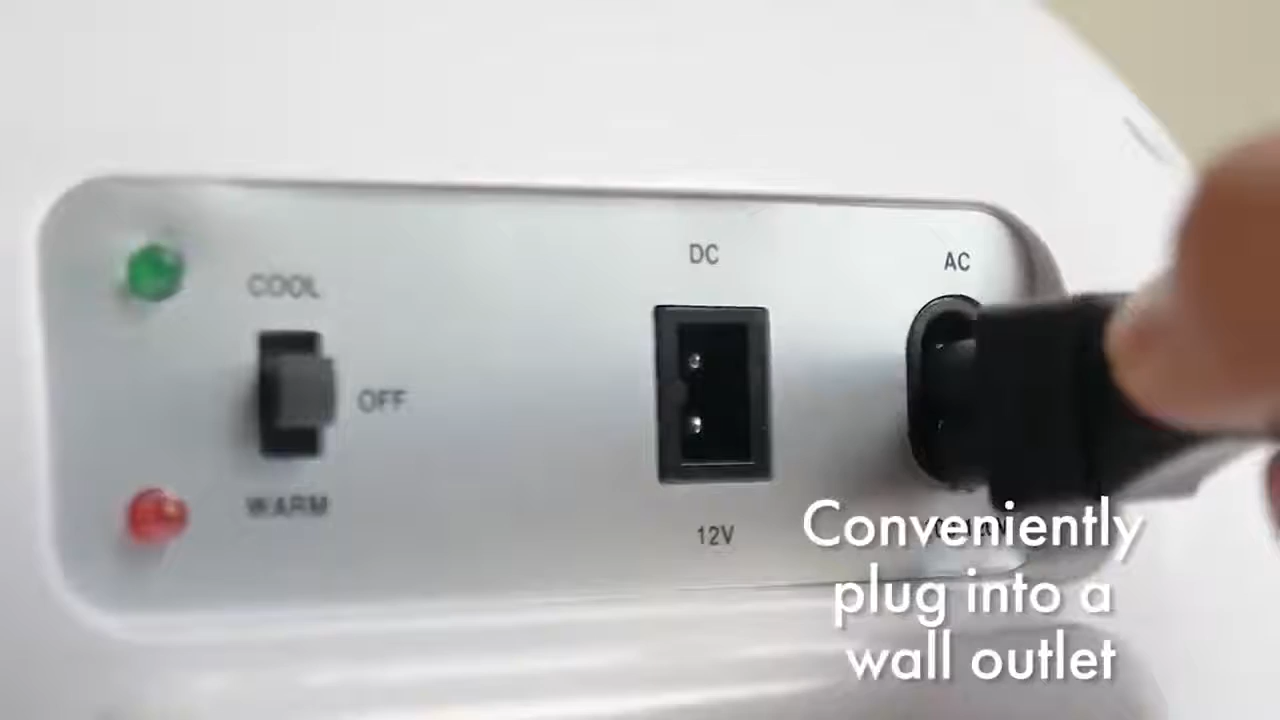 COOL
OFF
WARM
DC
12V
AC
Conveniently
plug into a
wall outlet